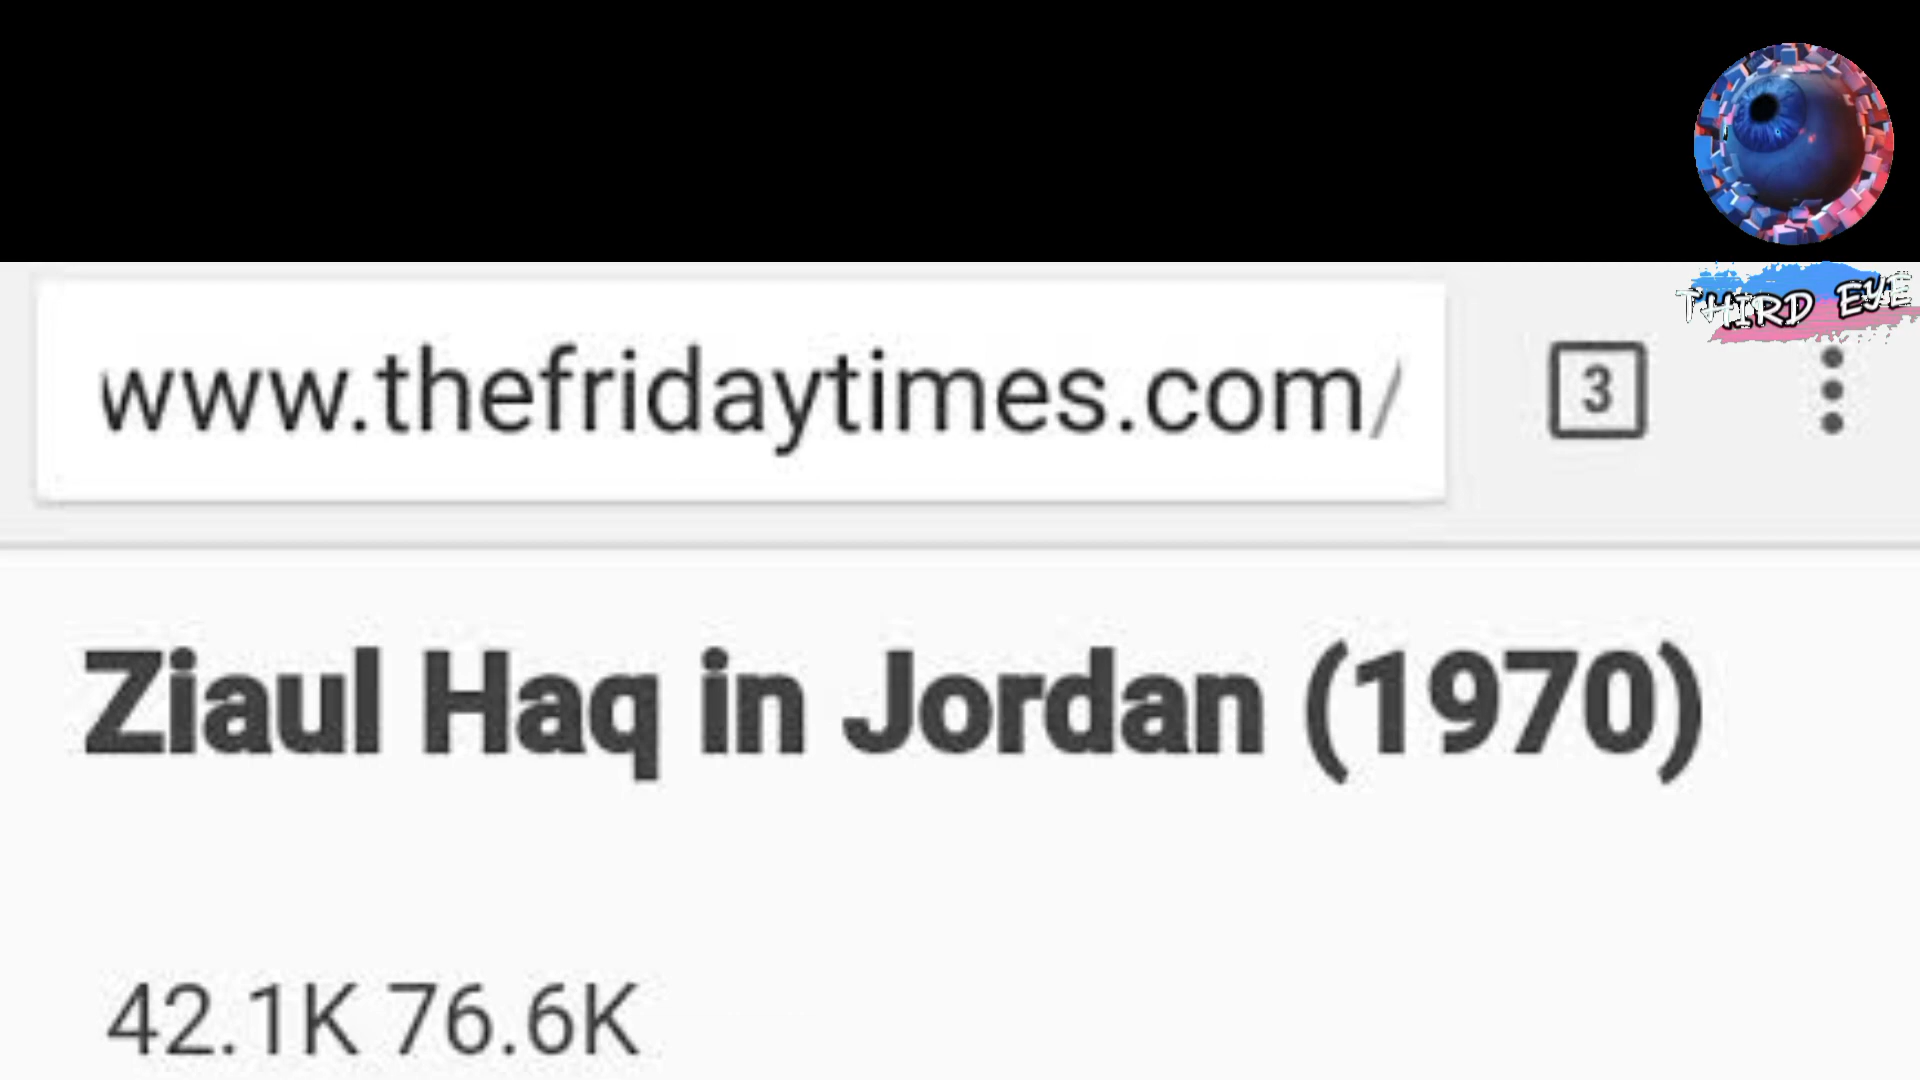 THIRD EYE
www.thefridaytimes.com/
3
Ziaul Haq in Jordan (1970)
42.1K 76.6K